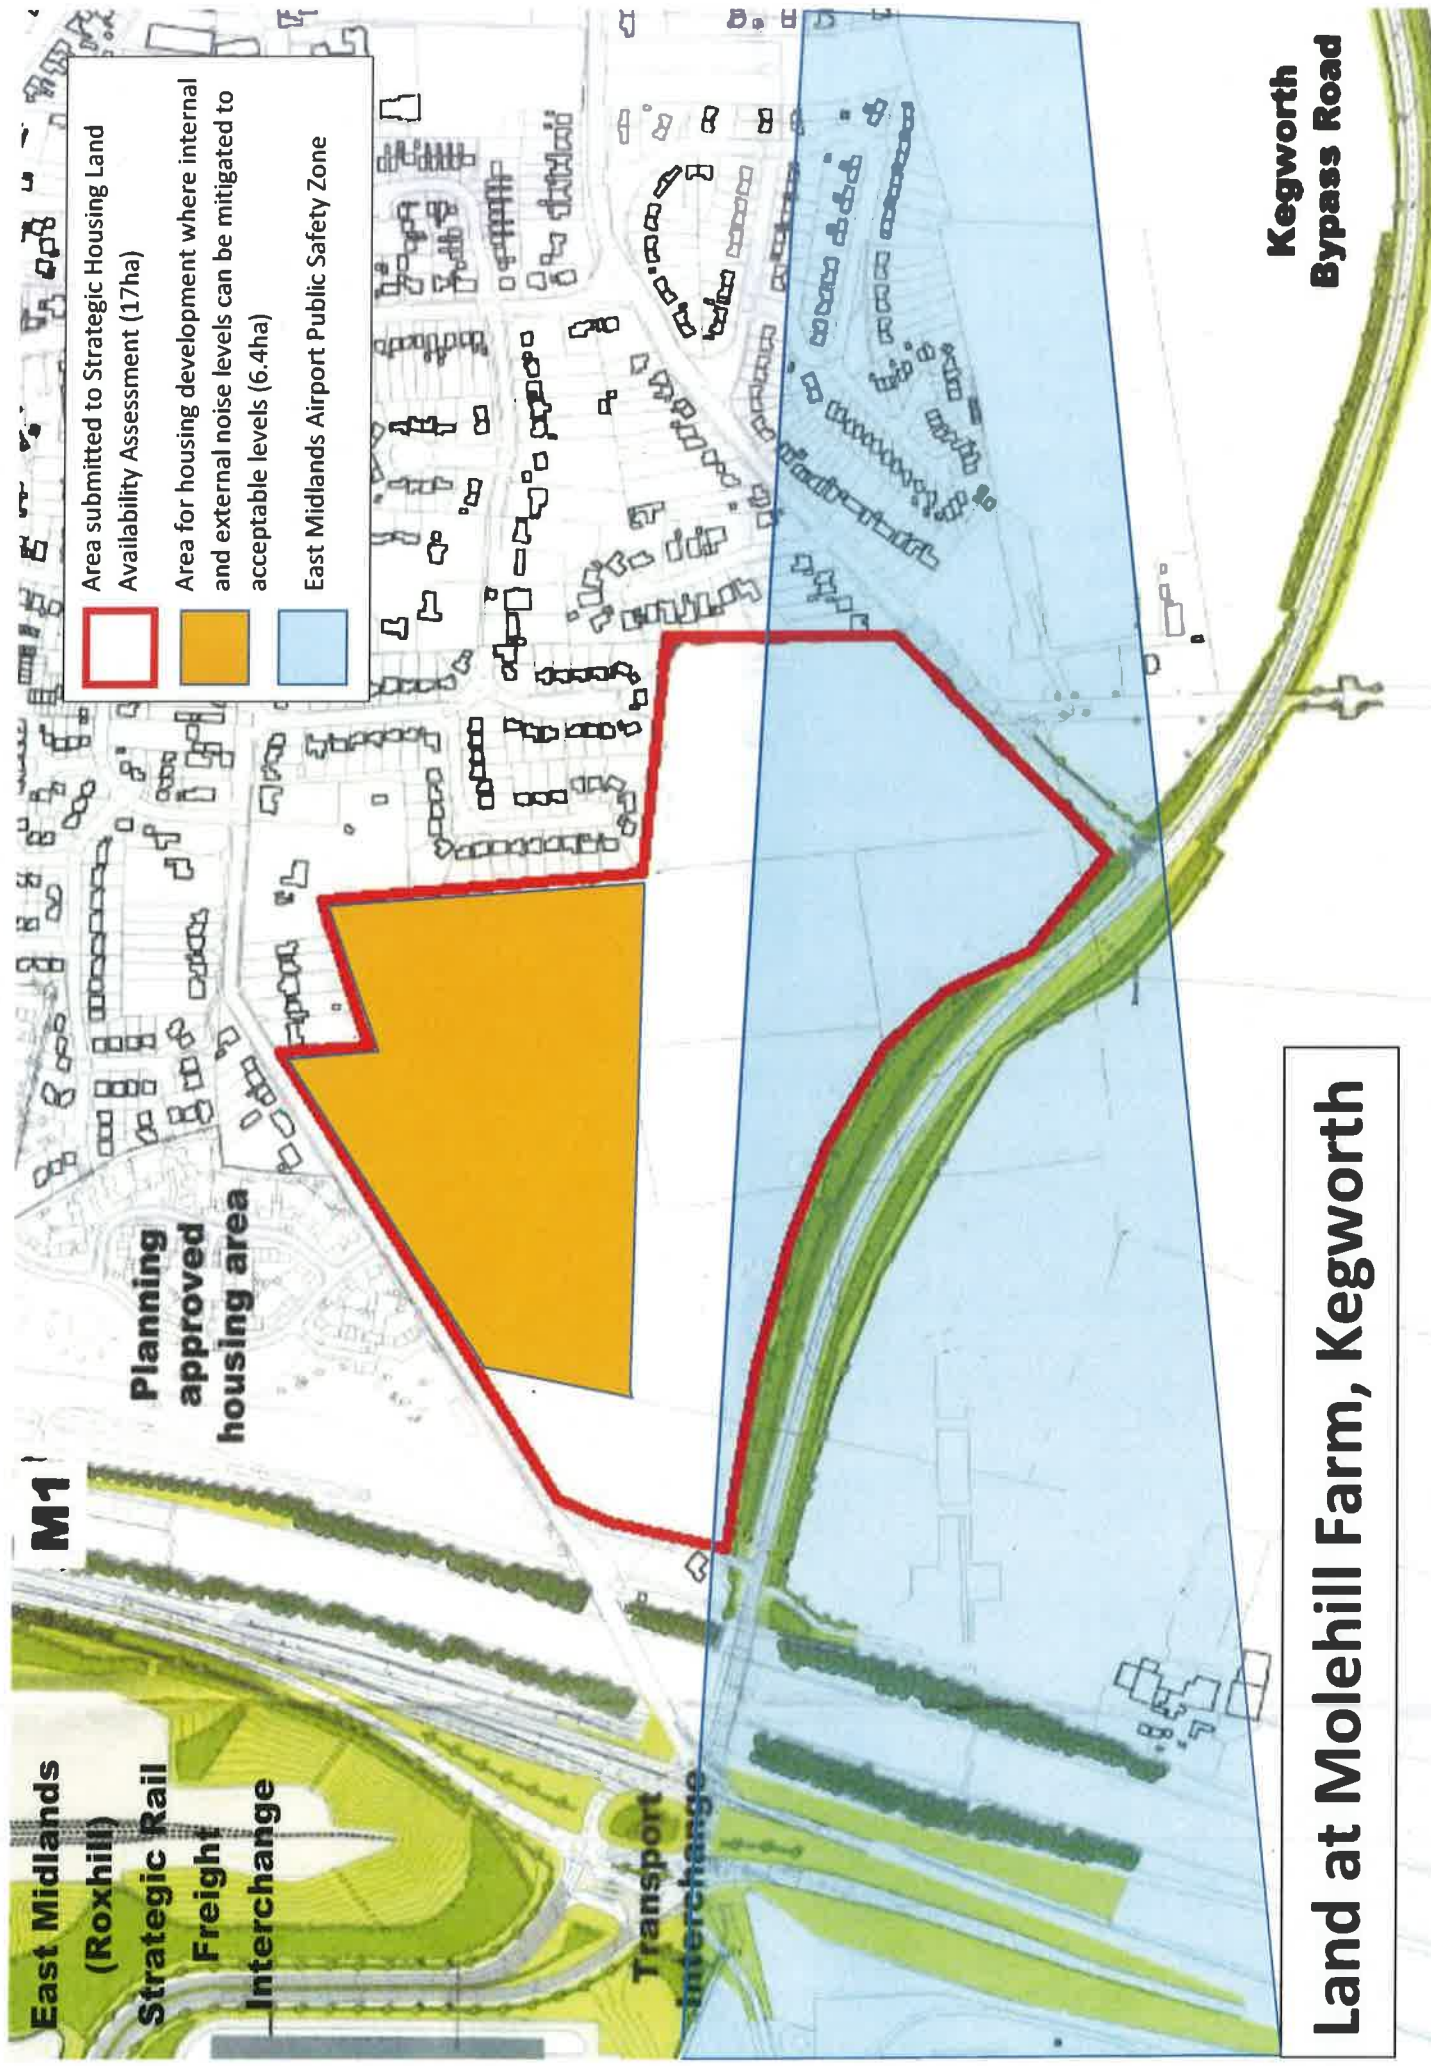 East Midlands
(Roxhill)
Strategic Rail
Freight
Interchange
M1
Planning
approved
housing area
Area submitted to Strategic Housing Land
Availability Assessment (17ha)
Area for housing development where internal
and external noise levels can be mitigated to
acceptable levels (6.4ha)
East Midlands Airport Public Safety Zone
Transport
Interchange
Kegworth
Bypass Road
Land at Molehill Farm, Kegworth